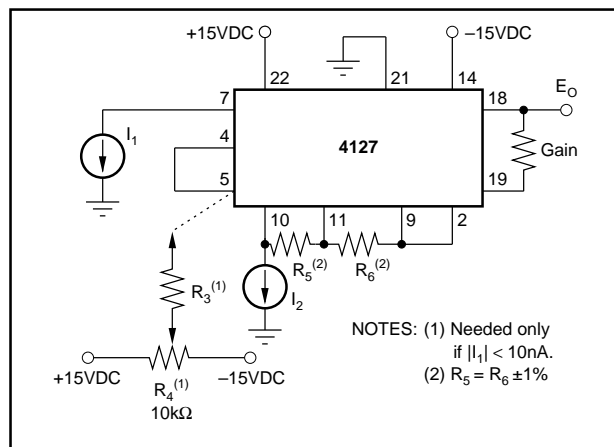 +15VDC
–15VDC
22
21
14
7
18
E_O
I_1
4
4127
Gain
5
19
10
11
9
2
R_5^(2)
R_6^(2)
R_3^(1)
I_2
NOTES: (1) Needed only
if |I_1| < 10nA.
(2) R_5 = R_6 ±1%
+15VDC
R_4^(1)
–15VDC
10kΩ